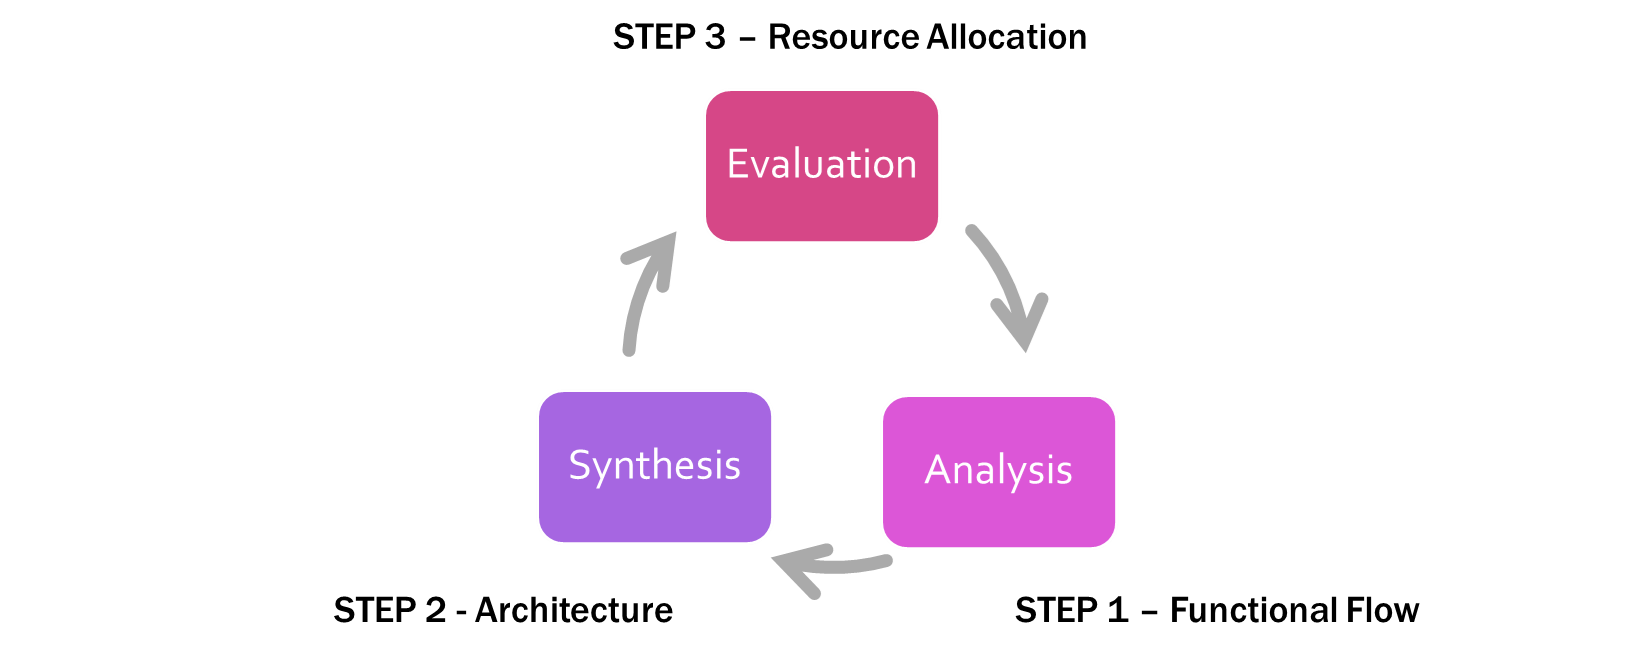 STEP 3 – Resource Allocation
Evaluation
Synthesis
Analysis
STEP 2 - Architecture
STEP 1 – Functional Flow